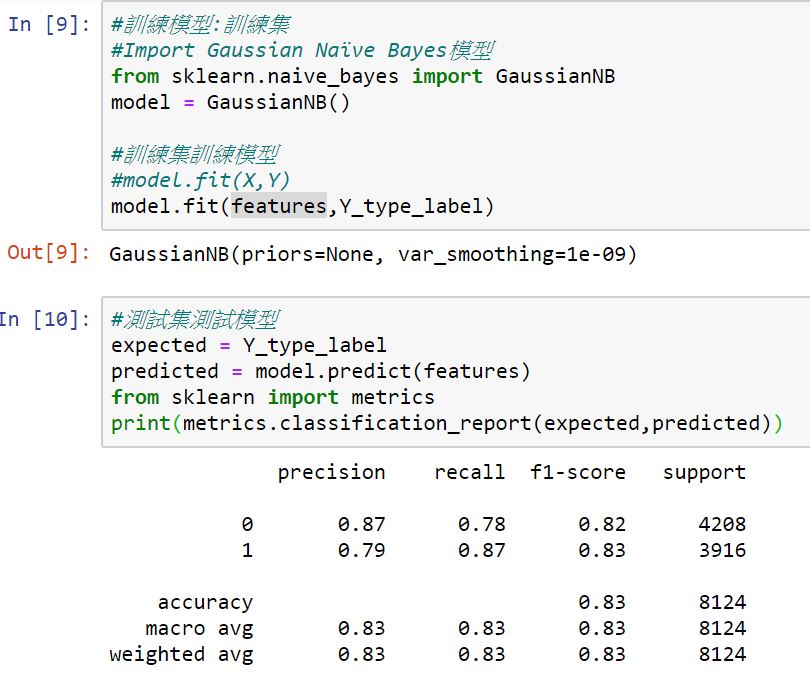 In [9]:
#訓練模型:訓練集
#Import Gaussian Naïve Bayes模型
from sklearn.naive_bayes import GaussianNB
model = GaussianNB()
#訓練集訓練模型
#model.fit(X,Y)
model.fit(features,Y_type_label)
Out[9]: GaussianNB(priors=None, var_smoothing=1e-09)
In [10]:
#測試集測試模型
expected = Y_type_label
predicted = model.predict(features)
from sklearn import metrics
print(metrics.classification_report(expected,predicted))
precision recall f1-score support
0 0.87 0.78 0.82 4208
1 0.79 0.87 0.83 3916
accuracy 0.83 8124
macro avg 0.83 0.83 0.83 8124
weighted avg 0.83 0.83 0.83 8124